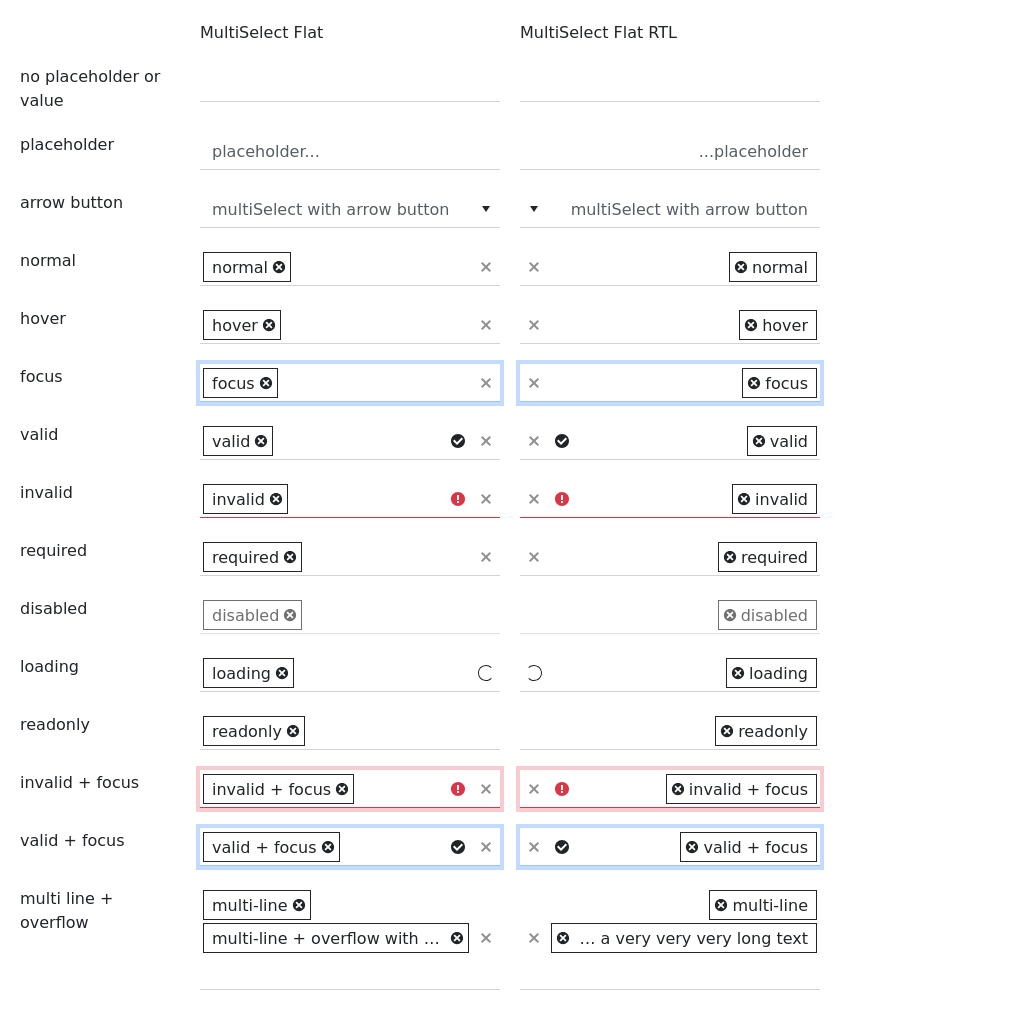 MultiSelect Flat MultiSelect Flat RTL
no placeholder or
value
placeholder placeholder... ...placeholder
arrow button multiSelect with arrow button multiSelect with arrow button
normal normal normal
hover hover hover
focus focus focus
valid valid valid
invalid invalid invalid
required required required
disabled disabled disabled
loading loading loading
readonly readonly readonly
invalid + focus invalid + focus invalid + focus
valid + focus valid + focus valid + focus
multi line + multi-line multi-line
overflow
multi-line + overflow with ... ... a very very very long text